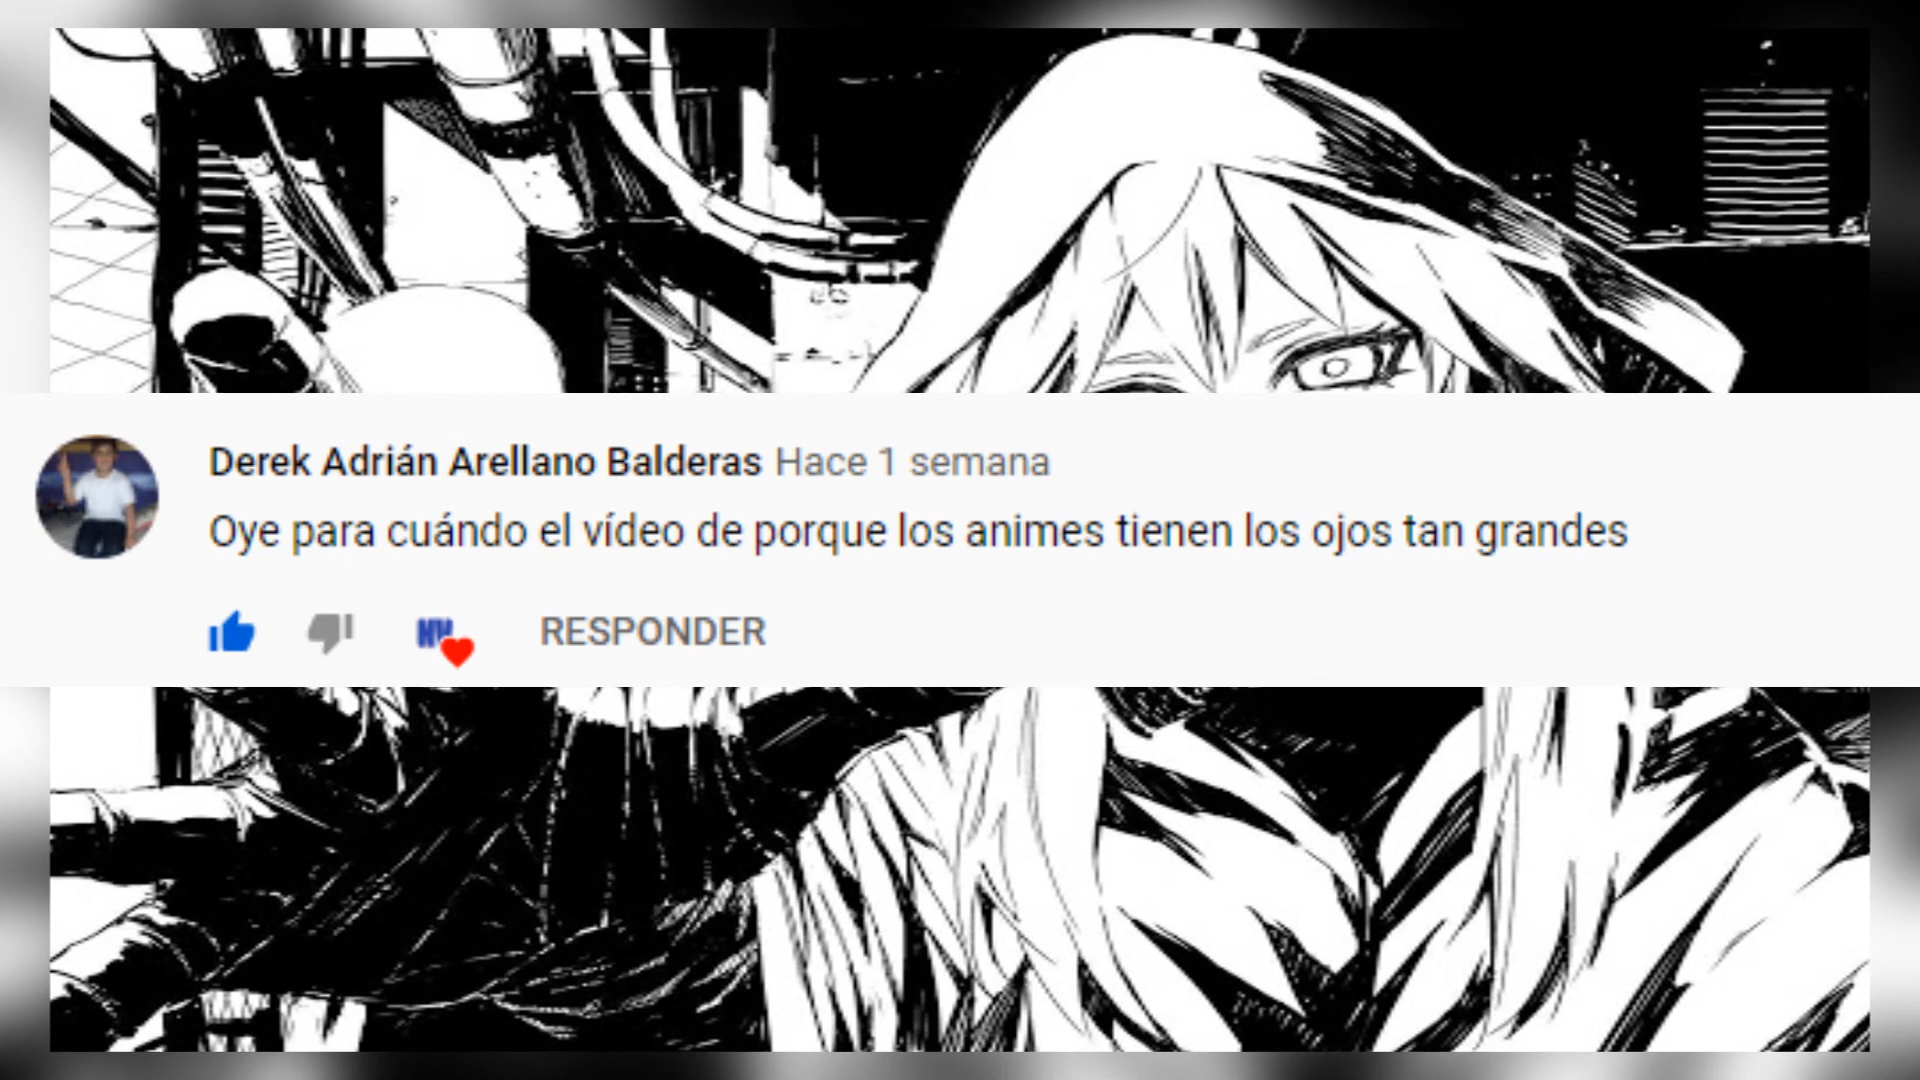 Derek Adrián Arellano Balderas Hace 1 semana
Oye para cuándo el vídeo de porque los animes tienen los ojos tan grandes
RESPONDER